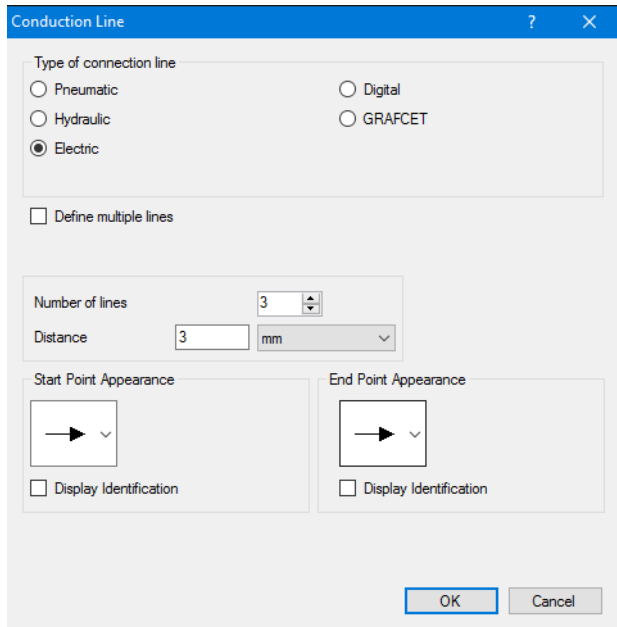 Conduction Line ?
Type of connection line
Pneumatic Digital
Hydraulic GRAFCET
Electric
Define multiple lines
Number of lines 3
Distance 3 mm
Start Point Appearance End Point Appearance
Display Identification Display Identification
OK Cancel